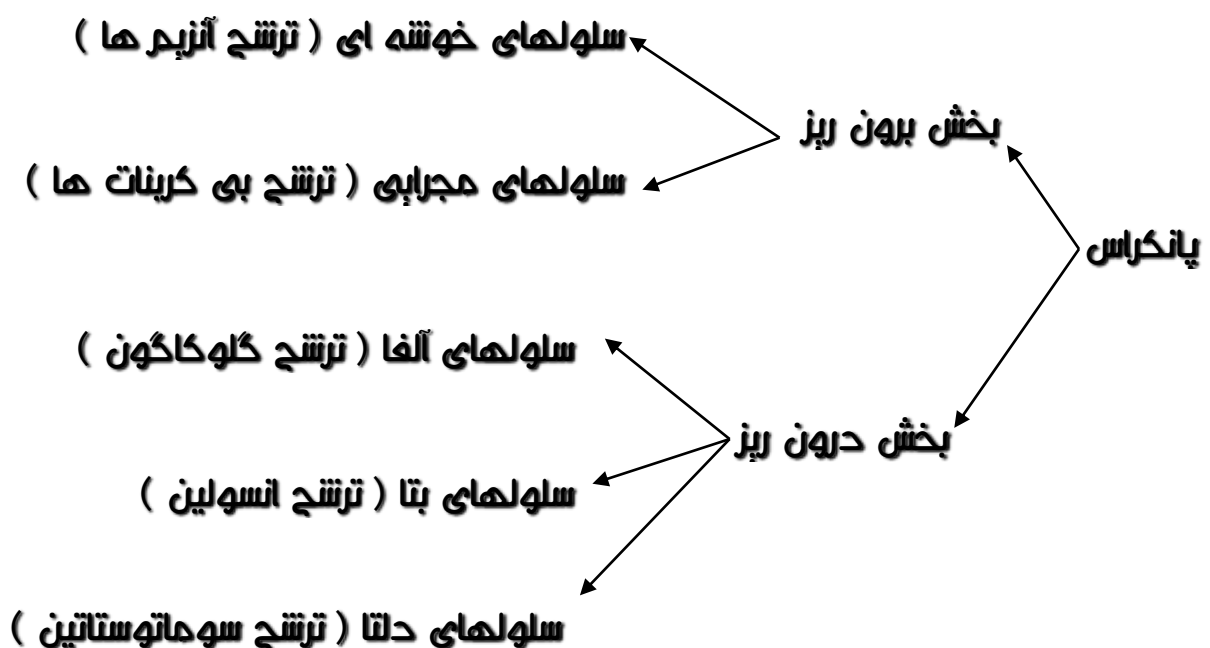 سلولهای خوشه ای ( ترشح آنزیم ها )
بخش برون ریز
سلولهای مجرایی ( ترشح بی کربنات ها )
پانکراس
سلولهای آلفا ( ترشح گلوکاگون )
بخش درون ریز
سلولهای بتا ( ترشح انسولین )
سلولهای دلتا ( ترشح سوماتوستاتین )